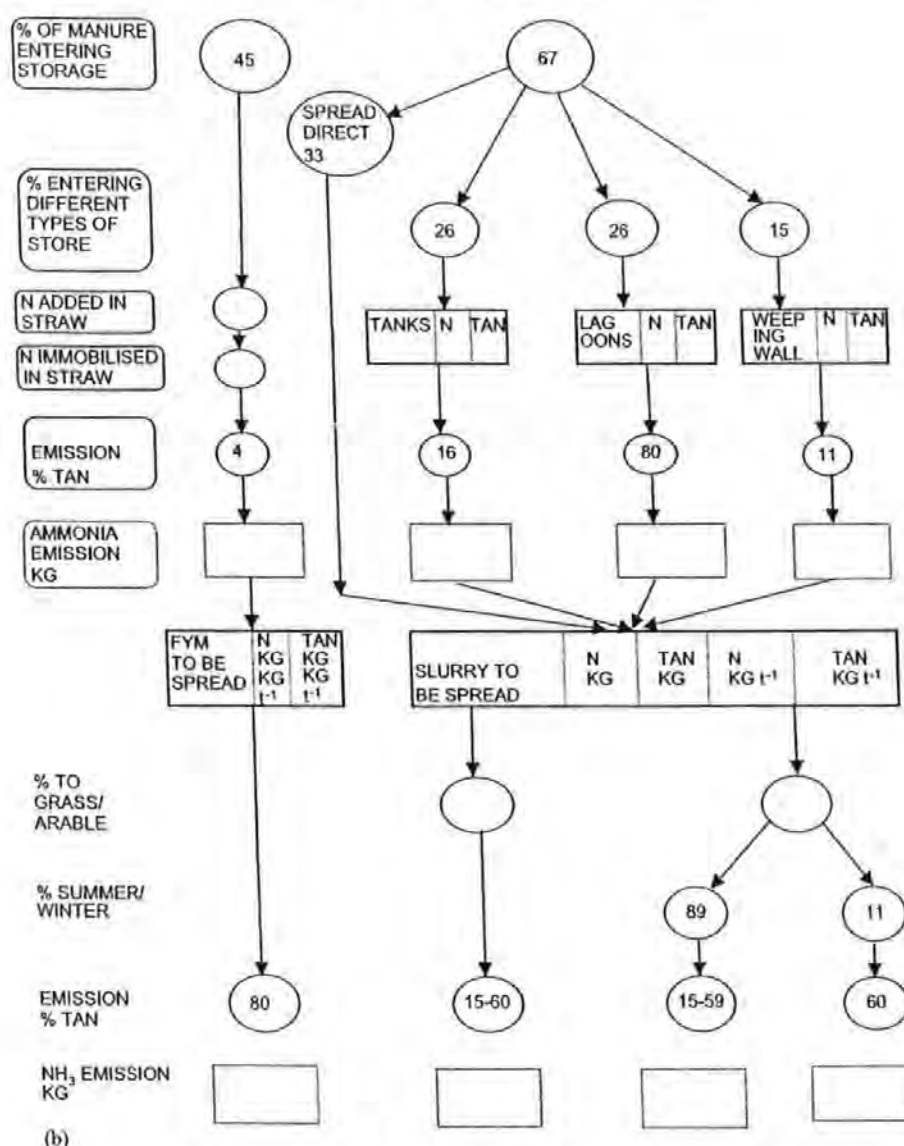 % OF MANURE
ENTERING
STORAGE
45
67
SPREAD
DIRECT
33
% ENTERING
DIFFERENT
TYPES OF
STORE
26
26
15
N ADDED IN
STRAW
TANKS N TAN
LAG
OONS
N TAN
WEEP
ING
WALL
N TAN
N IMMOBILISED
IN STRAW
EMISSION
% TAN
4
16
80
11
AMMONIA
EMISSION
KG
FYM
TO BE
SPREAD
N
KG
KG
t-1
TAN
KG
KG
t-1
SLURRY TO
BE SPREAD
N
KG
TAN
KG
N
KG t-1
TAN
KG t-1
% TO
GRASS/
ARABLE
% SUMMER/
WINTER
89
11
EMISSION
% TAN
80
15-60
15-59
60
NH3 EMISSION
KG
(b)